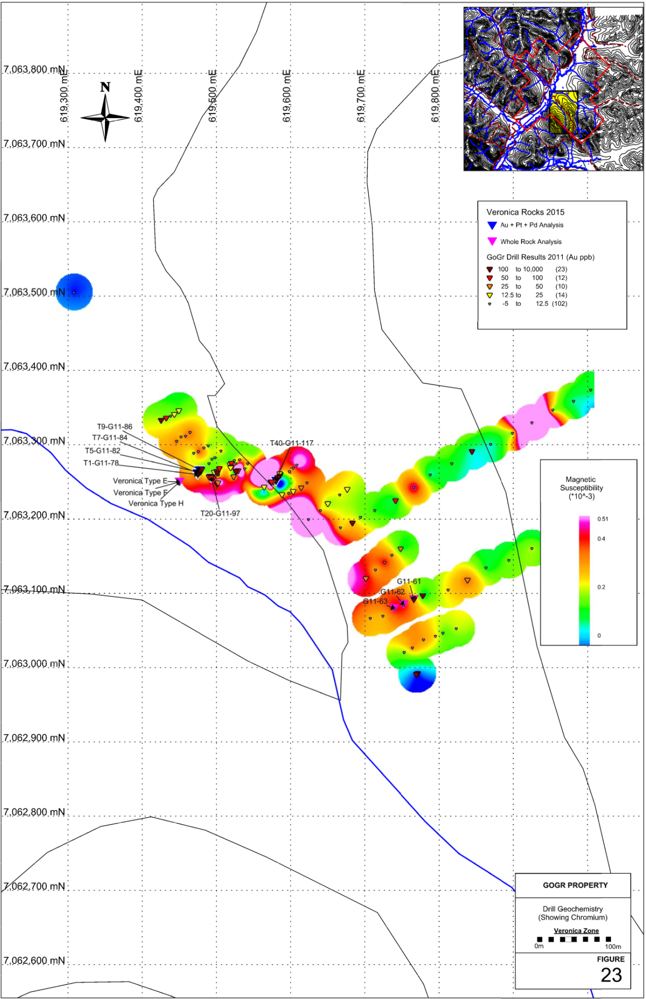 7,063,800 mN
619,300 mE
619,400 mE
619,500 mE
619,600 mE
619,700 mE
619,800 mE
N
7,063,700 mN
7,063,600 mN
Veronica Rocks 2015
Au + Pt + Pd Analysis
Whole Rock Analysis
GoGr Drill Results 2011 (Au ppb)
100 to 10,000 (23)
50 to 100 (12)
25 to 50 (10)
12.5 to 25 (14)
-5 to 12.5 (102)
7,063,500 mN
7,063,400 mN
7,063,300 mN
T9-G11-86
T7-G11-84
T5-G11-82
T1-G11-78
T40-G11-117
Veronica Type E
Veronica Type F
Veronica Type H
T20-G11-97
7,063,200 mN
Magnetic
Susceptibility
(*10^-3)
0.51
0.4
0.2
0
7,063,100 mN
G11-61
G11-62
G11-63
7,063,000 mN
7,062,900 mN
7,062,800 mN
7,062,700 mN
7,062,600 mN
GOGR PROPERTY
Drill Geochemistry
(Showing Chromium)
Veronica Zone
0m 100m
FIGURE
23